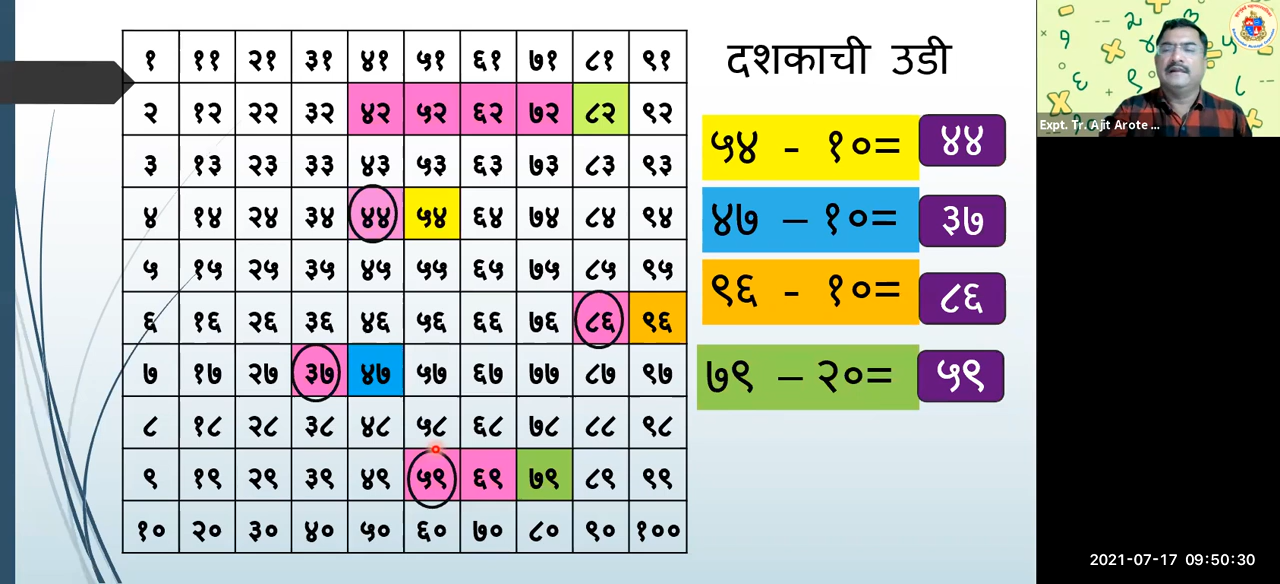 १ ११ २१ ३१ ४१ ५१ ६१ ७१ ८१ ९१
२ १२ २२ ३२ ४२ ५२ ६२ ७२ ८२ ९२
३ १३ २३ ३३ ४३ ५३ ६३ ७३ ८३ ९३
४ १४ २४ ३४ ४४ ५४ ६४ ७४ ८४ ९४
५ १५ २५ ३५ ४५ ५५ ६५ ७५ ८५ ९५
६ १६ २६ ३६ ४६ ५६ ६६ ७६ ८६ ९६
७ १७ २७ ३७ ४७ ५७ ६७ ७७ ८७ ९७
८ १८ २८ ३८ ४८ ५८ ६८ ७८ ८८ ९८
९ १९ २९ ३९ ४९ ५९ ६९ ७९ ८९ ९९
१० २० ३० ४० ५० ६० ७० ८० ९० १००
दशकाची उडी
५४ - १०= ४४
४७ – १०= ३७
९६ - १०= ८६
७९ – २०= ५९
Expt. Tr. Ajit Arote ...
2021-07-17 09:50:30